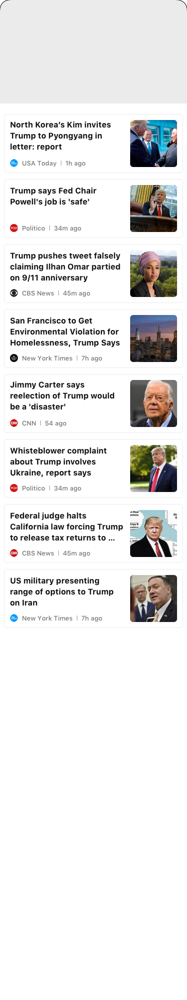 North Korea’s Kim invites
Trump to Pyongyang in
letter: report
USA Today | 1h ago
Trump says Fed Chair
Powell's job is 'safe'
Politico | 34m ago
Trump pushes tweet falsely
claiming Ilhan Omar partied
on 9/11 anniversary
CBS News | 45m ago
San Francisco to Get
Environmental Violation for
Homelessness, Trump Says
New York Times | 7h ago
Jimmy Carter says
reelection of Trump would
be a 'disaster'
CNN
CNN | 54 ago
Whisteblower complaint
about Trump involves
Ukraine, report says
Politico | 34m ago
Federal judge halts
California law forcing Trump
to release tax returns to ...
CNN
CBS News | 45m ago
US military presenting
range of options to Trump
on Iran
New York Times | 7h ago